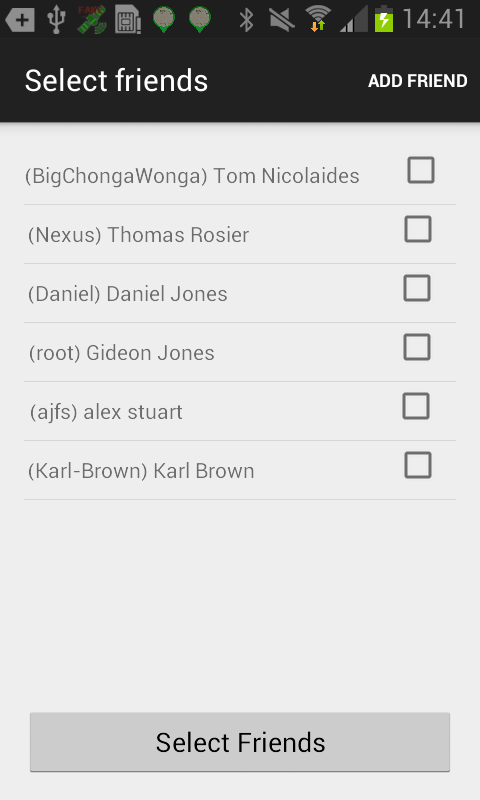 14:41
Select friends
ADD FRIEND
(BigChongaWonga) Tom Nicolaides
(Nexus) Thomas Rosier
(Daniel) Daniel Jones
(root) Gideon Jones
(ajfs) alex stuart
(Karl-Brown) Karl Brown
Select Friends